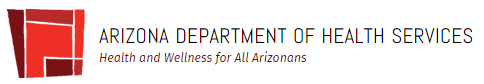 ARIZONA DEPARTMENT OF HEALTH SERVICES
Health and Wellness for All Arizonans